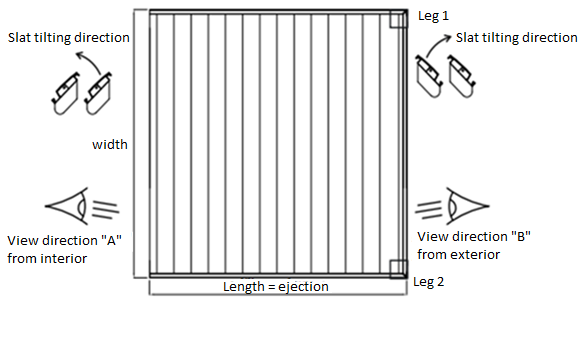 Leg 1
Slat tilting direction
Slat tilting direction
width
View direction "A"
from interior
View direction "B"
from exterior
Leg 2
Length = ejection